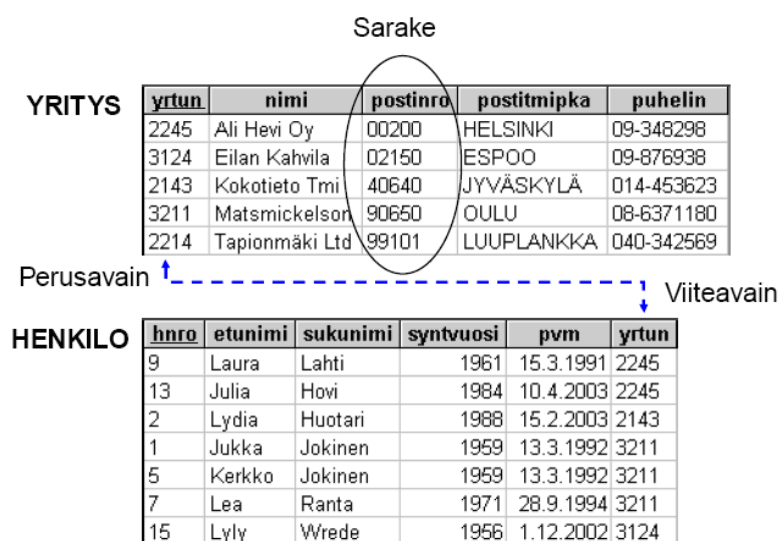 Sarake
YRITYS
yrtun nimi postinro postitmipka puhelin
2245 Ali Hevi Oy 00200 HELSINKI 09-348298
3124 Eilan Kahvila 02150 ESPOO 09-876938
2143 Kokotieto Tmi 40640 JYVÄSKYLÄ 014-453623
3211 Matsmickelson 90650 OULU 08-6371180
2214 Tapionmäki Ltd 99101 LUUPLANKKA 040-342569
Perusavain
Viiteavain
HENKILO
hnro etunimi sukunimi syntvuosi pvm yrtun
9 Laura Lahti 1961 15.3.1991 2245
13 Julia Hovi 1984 10.4.2003 2245
2 Lydia Huotari 1988 15.2.2003 2143
1 Jukka Jokinen 1959 13.3.1992 3211
5 Kerkko Jokinen 1959 13.3.1992 3211
7 Lea Ranta 1971 28.9.1994 3211
15 Lyly Wrede 1956 1.12.2002 3124